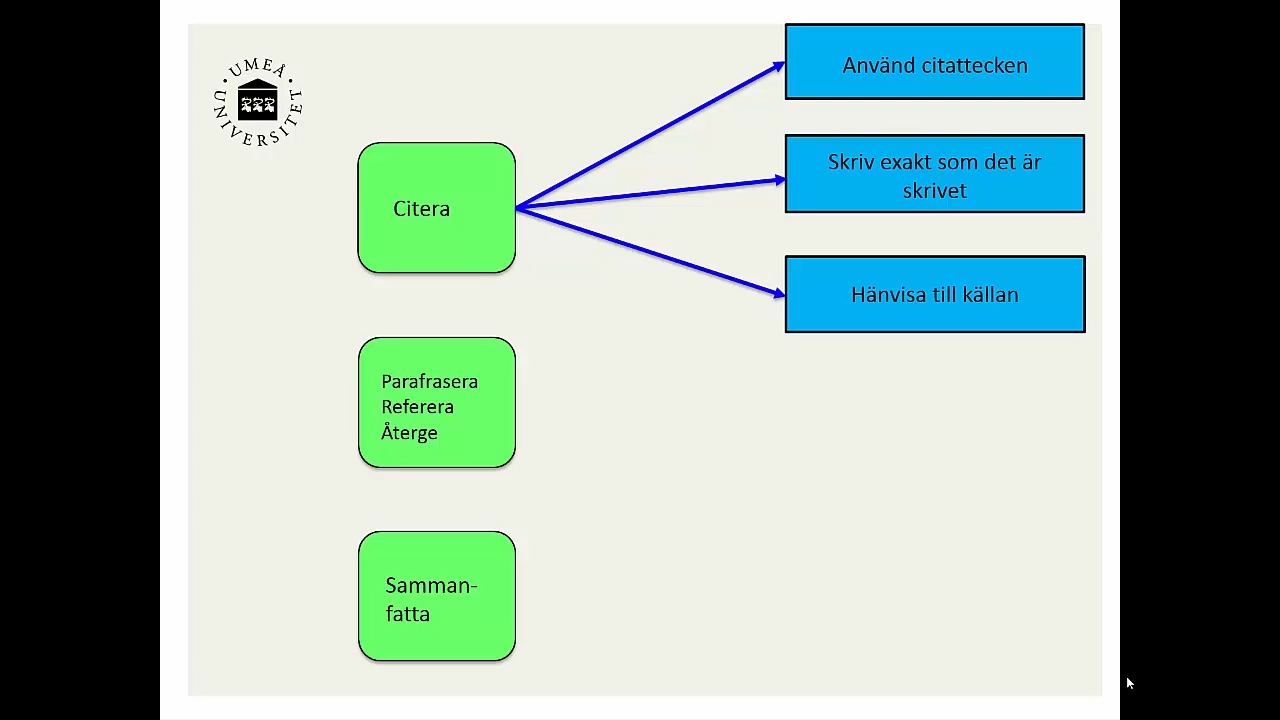 UMEÅ
UNIVERSITET
Citera
Använd citattecken
Skriv exakt som det är
skrivet
Hänvisa till källan
Parafrasera
Referera
Återge
Samman-
fatta